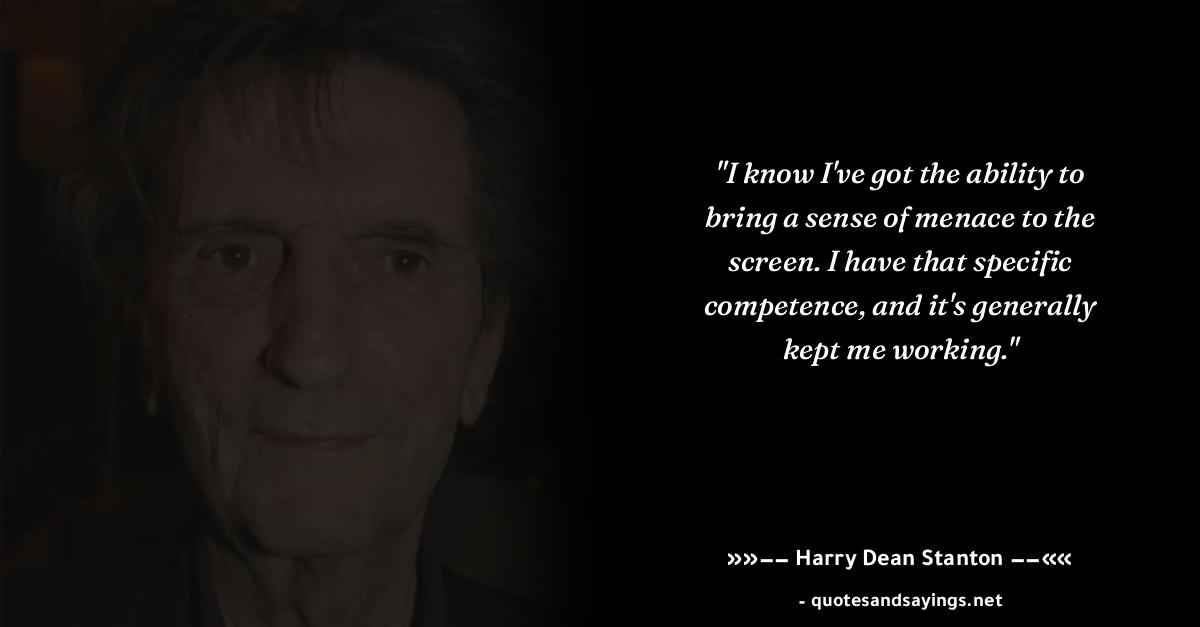 "I know I've got the ability to
bring a sense of menace to the
screen. I have that specific
competence, and it's generally
kept me working."
»»−− Harry Dean Stanton −−««
- quotesandsayings.net